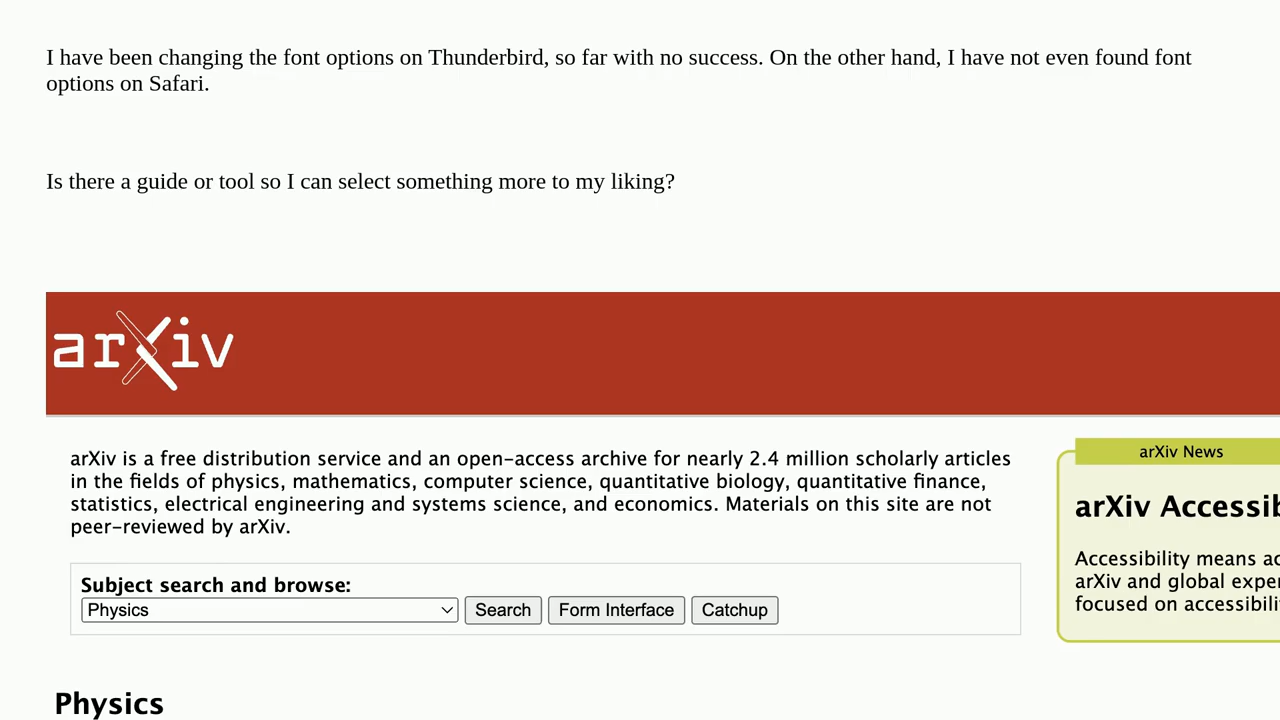 I have been changing the font options on Thunderbird, so far with no success. On the other hand, I have not even found font
options on Safari.
Is there a guide or tool so I can select something more to my liking?
arXiv
arXiv is a free distribution service and an open-access archive for nearly 2.4 million scholarly articles
in the fields of physics, mathematics, computer science, quantitative biology, quantitative finance,
statistics, electrical engineering and systems science, and economics. Materials on this site are not
peer-reviewed by arXiv.
Subject search and browse:
Physics Search Form Interface Catchup
arXiv News
arXiv Accessib
Accessibility means ac
arXiv and global exper
focused on accessibili
Physics